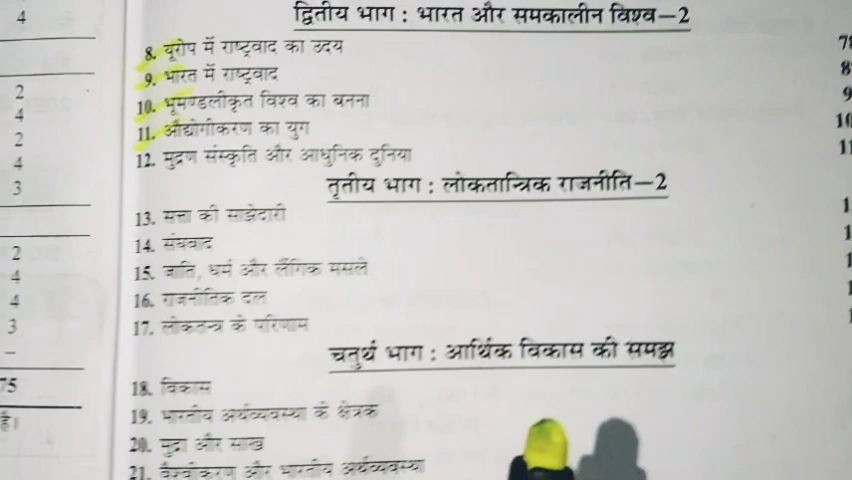 4
2
4
2
4
3
2
4
4
3
–
75
है।
द्वितीय भाग : भारत और समकालीन विश्व–2
8. यूरोप में राष्ट्रवाद का उदय
9. भारत में राष्ट्रवाद
10. भूमण्डलीकृत विश्व का बनना
11. औद्योगीकरण का युग
12. मुद्रण संस्कृति और आधुनिक दुनिया
तृतीय भाग : लोकतान्त्रिक राजनीति–2
13. सत्ता की साझेदारी
14. संघवाद
15. जाति, धर्म और लैंगिक मसले
16. राजनीतिक दल
17. लोकतन्त्र के परिणाम
चतुर्थ भाग : आर्थिक विकास की समझ
18. विकास
19. भारतीय अर्थव्यवस्था के क्षेत्रक
20. मुद्रा और साख
21. वैश्वीकरण और भारतीय अर्थव्यवस्था